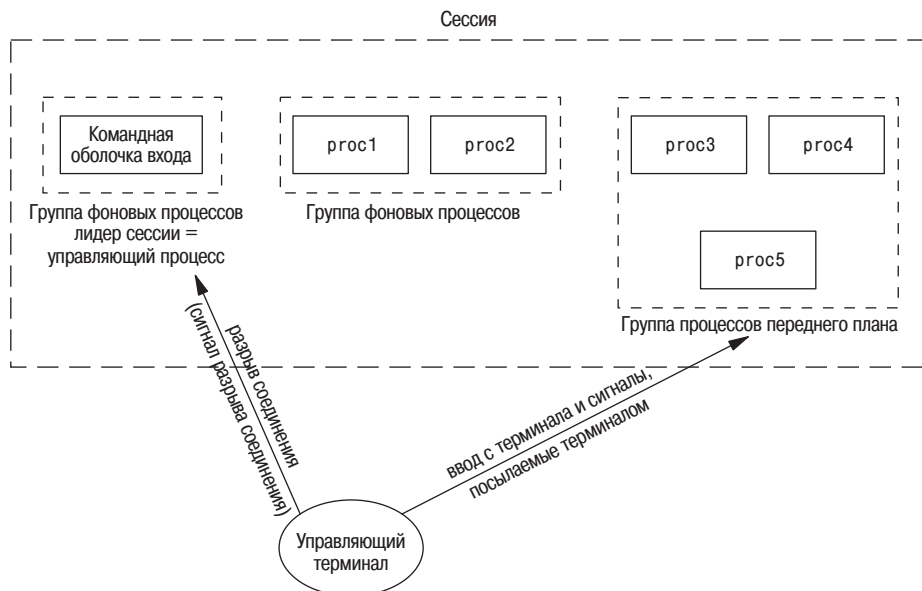 Сессия
Командная
оболочка входа
proc1
proc2
proc3
proc4
proc5
Группа фоновых процессов
лидер сессии =
управляющий процесс
Группа фоновых процессов
Группа процессов переднего плана
разрыв соединения
(сигнал разрыва соединения)
ввод с терминала и сигналы,
посылаемые терминалом
Управляющий
терминал